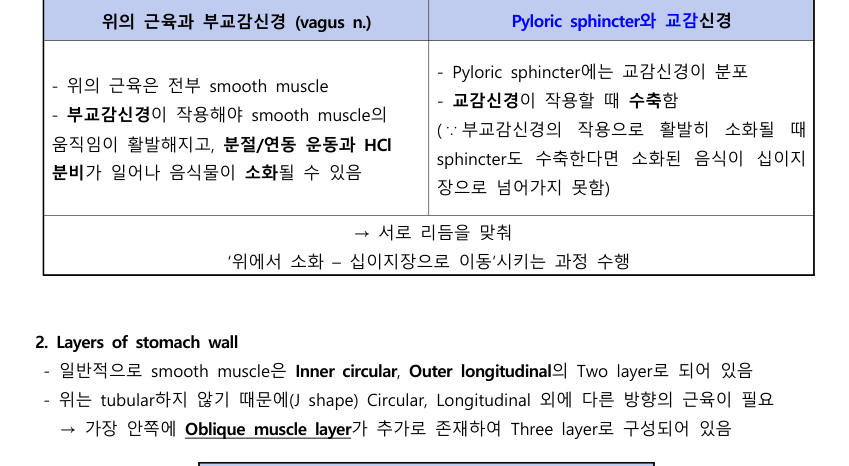 위의 근육과 부교감신경 (vagus n.)
- 위의 근육은 전부 smooth muscle
- 부교감신경이 작용해야 smooth muscle의
움직임이 활발해지고, 분절/연동 운동과 HCl
분비가 일어나 음식물이 소화될 수 있음
Pyloric sphincter와 교감신경
- Pyloric sphincter에는 교감신경이 분포
- 교감신경이 작용할 때 수축함
(∵부교감신경의 작용으로 활발히 소화될 때
sphincter도 수축한다면 소화된 음식이 십이지
장으로 넘어가지 못함)
→ 서로 리듬을 맞춰
'위에서 소화 – 십이지장으로 이동'시키는 과정 수행
2. Layers of stomach wall
- 일반적으로 smooth muscle은 Inner circular, Outer longitudinal의 Two layer로 되어 있음
- 위는 tubular하지 않기 때문에(J shape) Circular, Longitudinal 외에 다른 방향의 근육이 필요
→ 가장 안쪽에 Oblique muscle layer가 추가로 존재하여 Three layer로 구성되어 있음